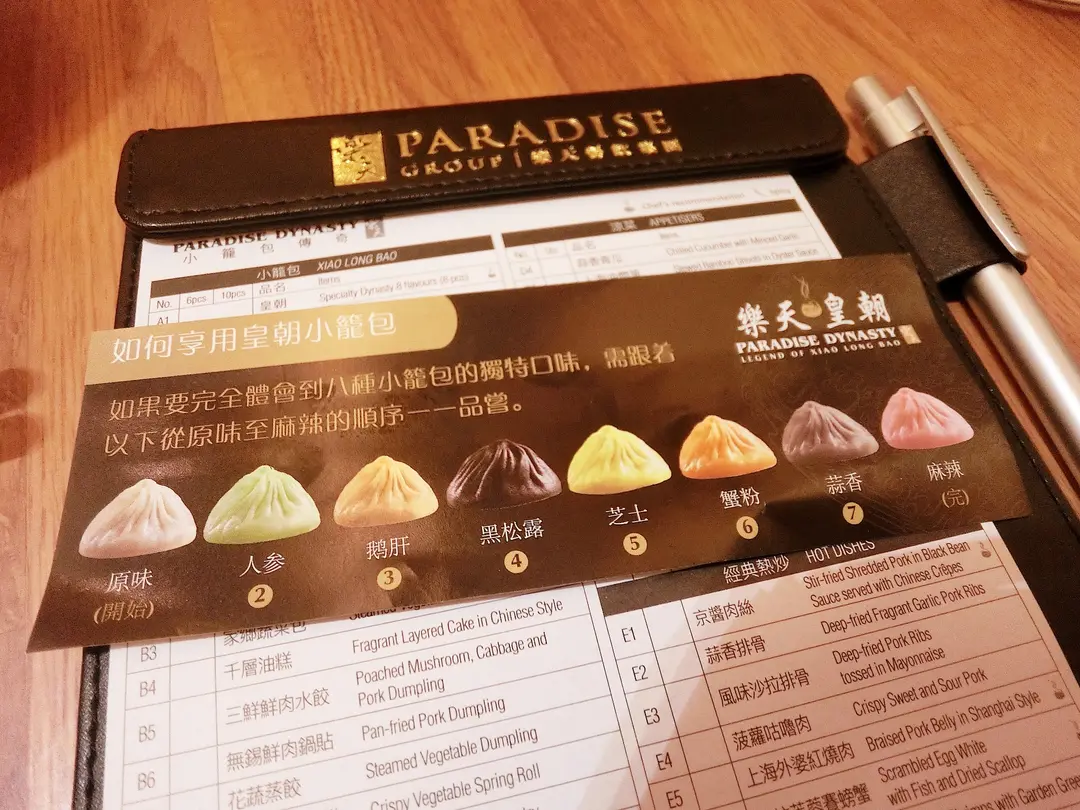 PARADISE
GROUP | 樂天餐飲集團
Chef's recommendation
PARADISE DYNASTY
小籠包傳奇
小籠包 XIAO LONG BAO
No. 6pcs 10pcs 品名 Items
A1 皇朝 Specialty Dynasty 8 flavours (8 pcs)
涼菜 APPETISERS
品名 Items
蒜香青瓜 Chilled Cucumber with Minced Garlic
如何享用皇朝小籠包
樂天皇朝
PARADISE DYNASTY
LEGEND OF XIAO LONG BAO
如果要完全體會到八種小籠包的獨特口味，需跟着
以下從原味至麻辣的順序一一品嘗。
原味
(開始)
人参
2
鹅肝
3
黑松露
4
芝士
5
蟹粉
6
蒜香
7
麻辣
(完)
B3 家鄉蔬菜包
B4 千層油糕 Fragrant Layered Cake in Chinese Style
B5 三鮮鮮肉水餃 Poached Mushroom, Cabbage and
Pork Dumpling
B6 無錫鮮肉鍋貼 Pan-fried Pork Dumpling
花蔬蒸餃 Steamed Vegetable Dumpling
Crispy Vegetable Spring Roll
經典熱炒 HOT DISHES
E1 京醬肉絲 Stir-fried Shredded Pork in Black Bean
Sauce served with Chinese Crêpes
E2 蒜香排骨 Deep-fried Fragrant Garlic Pork Ribs
E3 風味沙拉排骨 Deep-fried Pork Ribs
tossed in Mayonnaise
E4 菠蘿咕嚕肉 Crispy Sweet and Sour Pork
E5 上海外婆紅燒肉 Braised Pork Belly in Shanghai Style
賽螃蟹 Scrambled Egg White
with Fish and Dried Scallop
with Garden Green